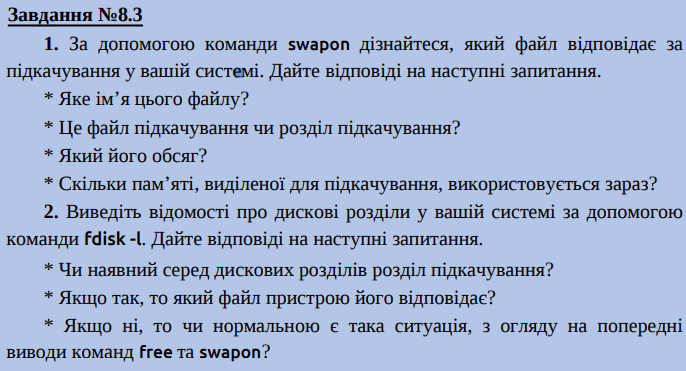 Завдання №8.3
1. За допомогою команди swapon дізнайтеся, який файл відповідає за
підкачування у вашій системі. Дайте відповіді на наступні запитання.
* Яке ім’я цього файлу?
* Це файл підкачування чи розділ підкачування?
* Який його обсяг?
* Скільки пам’яті, виділеної для підкачування, використовується зараз?
2. Виведіть відомості про дискові розділи у вашій системі за допомогою
команди fdisk -l. Дайте відповіді на наступні запитання.
* Чи наявний серед дискових розділів розділ підкачування?
* Якщо так, то який файл пристрою його відповідає?
* Якщо ні, то чи нормальною є така ситуація, з огляду на попередні
виводи команд free та swapon?